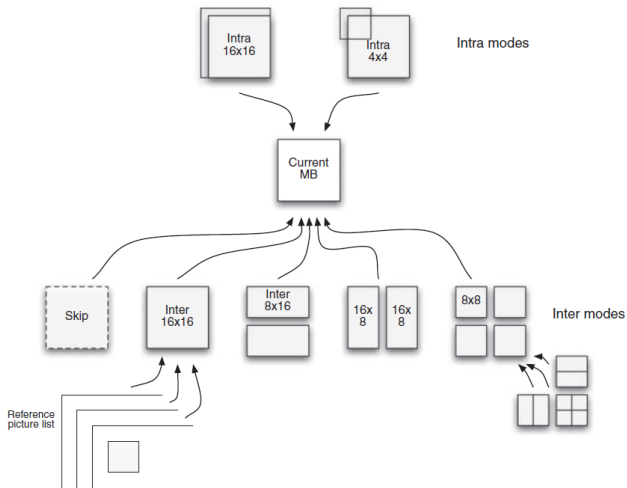 Intra
16x16
Intra
4x4
Intra modes
Current
MB
Skip
Inter
16x16
Inter
8x16
16x
8
16x
8
8x8
Inter modes
Reference
picture list